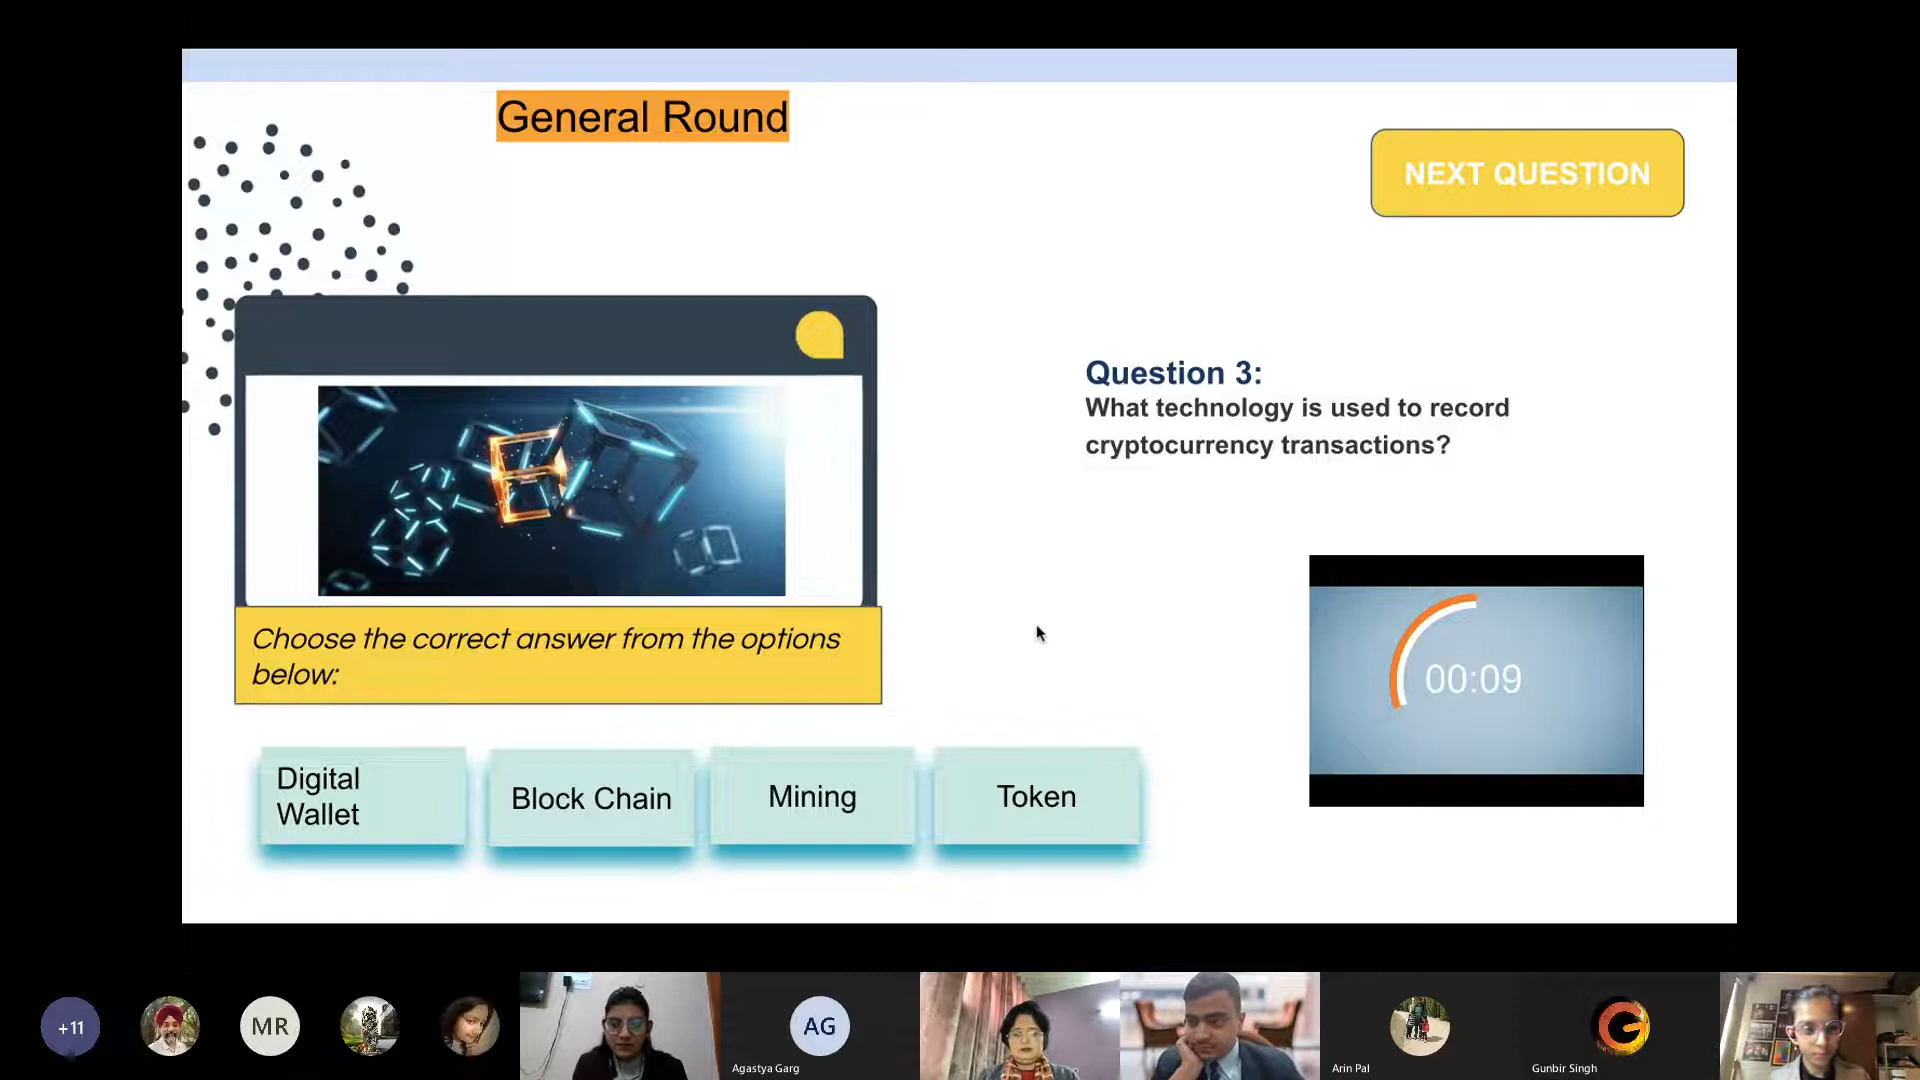 General Round
NEXT QUESTION
Question 3:
What technology is used to record
cryptocurrency transactions?
Choose the correct answer from the options
below:
00:09
Digital
Wallet
Block Chain
Mining
Token
+11
MR
AG
Agastya Garg
Arin Pal
Gunbir Singh